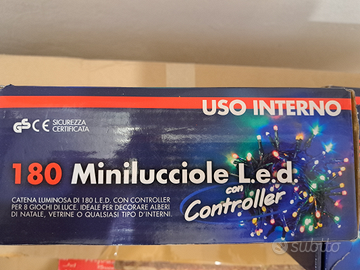 USO INTERNO
GS CE SICUREZZA
CERTIFICATA
180 Minilucciole L.e.d.
con
Controller
CATENA LUMINOSA DI 180 L.E.D. CON CONTROLLER
PER 8 GIOCHI DI LUCE. IDEALE PER DECORARE ALBERI
DI NATALE, VETRINE O QUALSIASI TIPO D'INTERNI.
subito